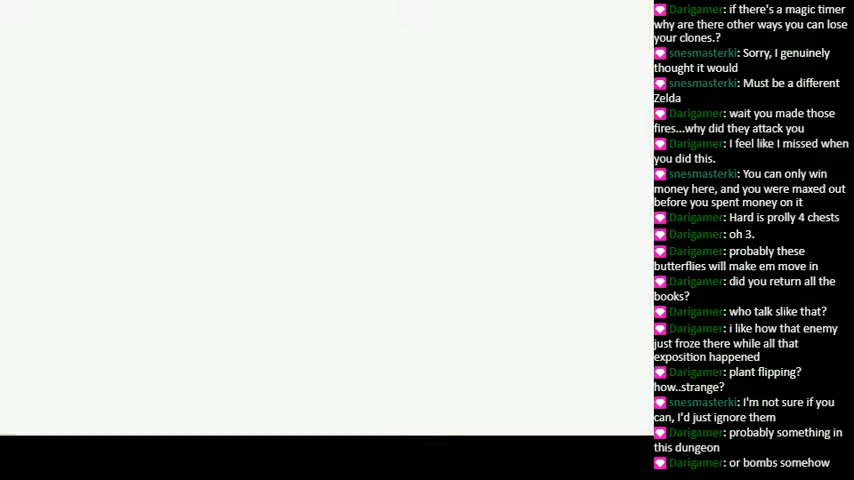 Darigamer: if there's a magic timer
why are there other ways you can lose
your clones.?
snesmasterki: Sorry, I genuinely
thought it would
snesmasterki: Must be a different
Zelda
Darigamer: wait you made those
fires...why did they attack you
Darigamer: I feel like I missed when
you did this.
snesmasterki: You can only win
money here, and you were maxed out
before you spent money on it
Darigamer: Hard is prolly 4 chests
Darigamer: oh 3.
Darigamer: probably these
butterflies will make em move in
Darigamer: did you return all the
books?
Darigamer: who talk slike that?
Darigamer: i like how that enemy
just froze there while all that
exposition happened
Darigamer: plant flipping?
how..strange?
snesmasterki: I'm not sure if you
can, I'd just ignore them
Darigamer: probably something in
this dungeon
Darigamer: or bombs somehow